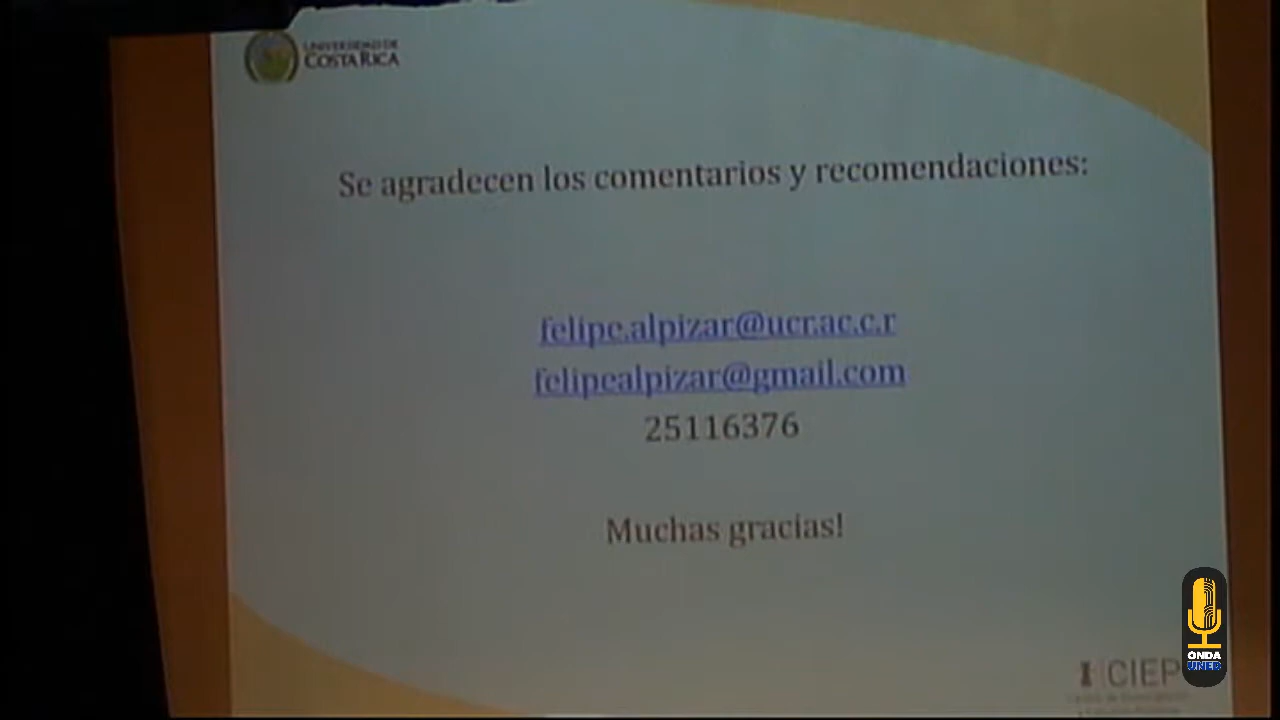 UNIVERSIDAD DE
COSTA RICA
Se agradecen los comentarios y recomendaciones:
felipe.alpizar@ucr.ac.c.r
felipealpizar@gmail.com
25116376
Muchas gracias!
CIEP
ONDA
UNED